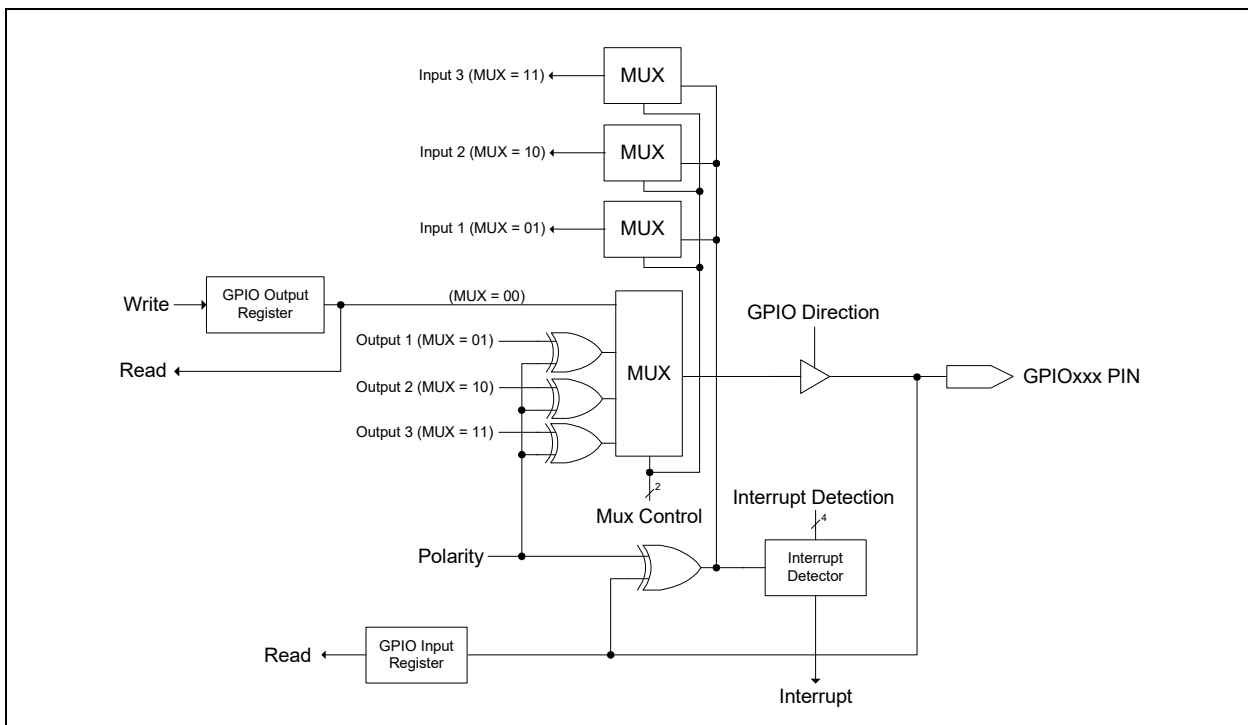 Input 3 (MUX = 11)
MUX
Input 2 (MUX = 10)
MUX
Input 1 (MUX = 01)
MUX
Write
GPIO Output
Register
(MUX = 00)
GPIO Direction
Read
Output 1 (MUX = 01)
Output 2 (MUX = 10)
Output 3 (MUX = 11)
MUX
GPIOxxx PIN
2
Mux Control
Interrupt Detection
4
Polarity
Interrupt
Detector
Read
GPIO Input
Register
Interrupt